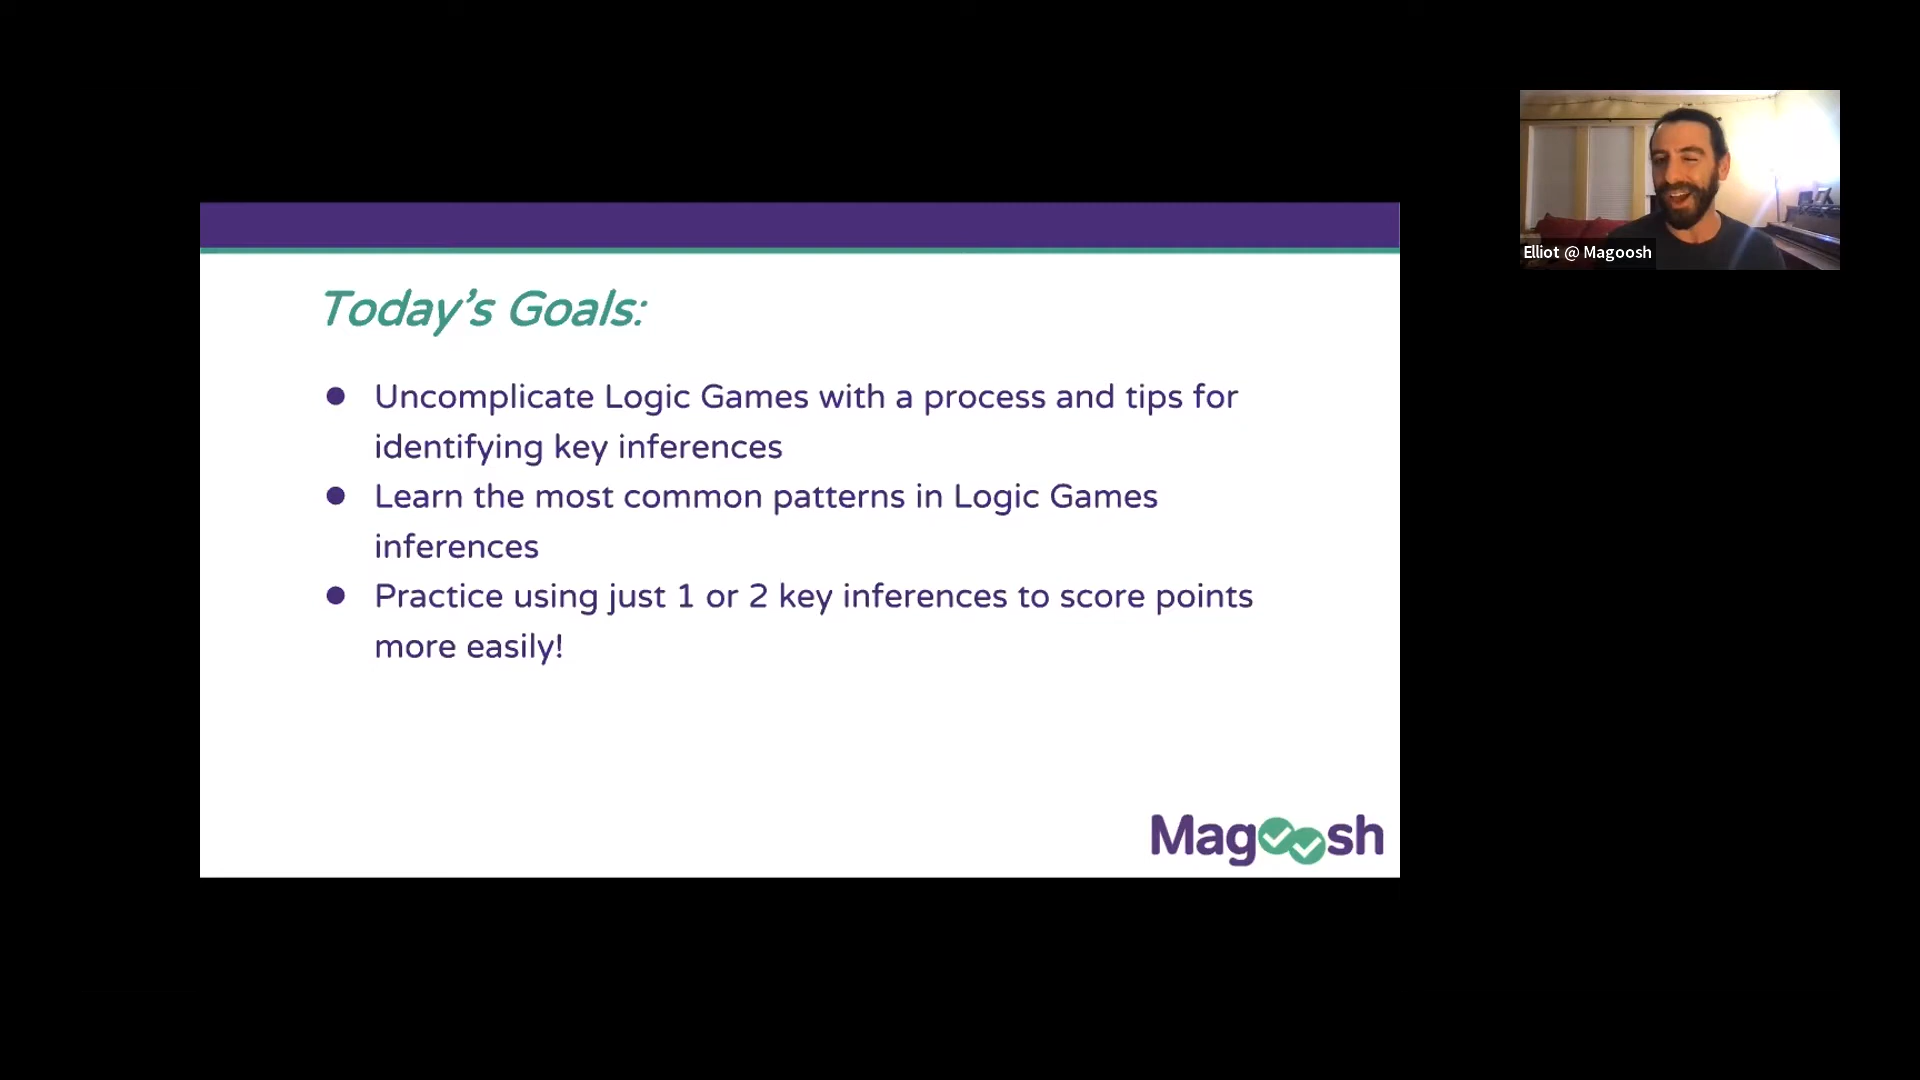 Elliot @ Magoosh
Today's Goals:
● Uncomplicate Logic Games with a process and tips for
identifying key inferences
● Learn the most common patterns in Logic Games
inferences
● Practice using just 1 or 2 key inferences to score points
more easily!
Magoosh